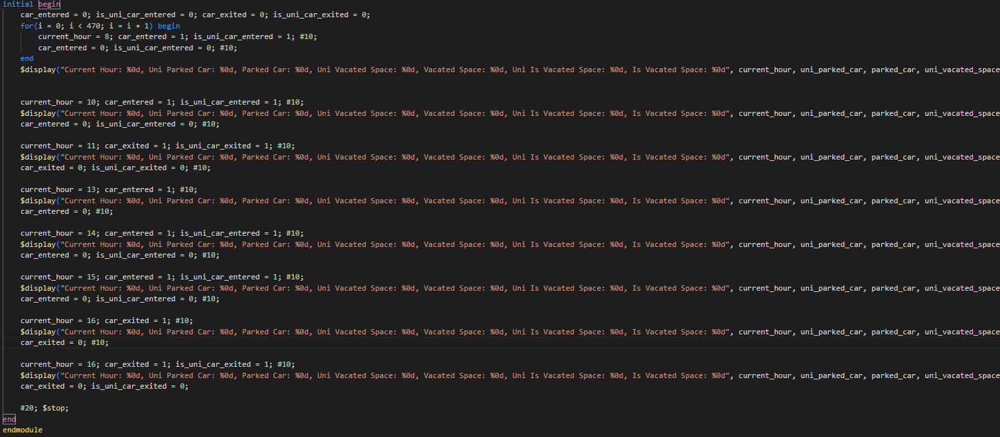 initial begin
car_entered = 0; is_uni_car_entered = 0; car_exited = 0; is_uni_car_exited = 0;
for(i = 0; i < 470; i = i + 1) begin
current_hour = 8; car_entered = 1; is_uni_car_entered = 1; #10;
car_entered = 0; is_uni_car_entered = 0; #10;
end
$display("Current Hour: %0d, Uni Parked Car: %0d, Parked Car: %0d, Uni Vacated Space: %0d, Vacated Space: %0d, Uni Is Vacated Space: %0d, Is Vacated Space: %0d", current_hour, uni_parked_car, parked_car, uni_vacated_space
current_hour = 10; car_entered = 1; is_uni_car_entered = 1; #10;
$display("Current Hour: %0d, Uni Parked Car: %0d, Parked Car: %0d, Uni Vacated Space: %0d, Vacated Space: %0d, Uni Is Vacated Space: %0d, Is Vacated Space: %0d", current_hour, uni_parked_car, parked_car, uni_vacated_space
car_entered = 0; is_uni_car_entered = 0; #10;
current_hour = 11; car_exited = 1; is_uni_car_exited = 1; #10;
$display("Current Hour: %0d, Uni Parked Car: %0d, Parked Car: %0d, Uni Vacated Space: %0d, Vacated Space: %0d, Uni Is Vacated Space: %0d, Is Vacated Space: %0d", current_hour, uni_parked_car, parked_car, uni_vacated_space
car_exited = 0; is_uni_car_exited = 0; #10;
current_hour = 13; car_entered = 1; #10;
$display("Current Hour: %0d, Uni Parked Car: %0d, Parked Car: %0d, Uni Vacated Space: %0d, Vacated Space: %0d, Uni Is Vacated Space: %0d, Is Vacated Space: %0d", current_hour, uni_parked_car, parked_car, uni_vacated_space
car_entered = 0; #10;
current_hour = 14; car_entered = 1; is_uni_car_entered = 1; #10;
$display("Current Hour: %0d, Uni Parked Car: %0d, Parked Car: %0d, Uni Vacated Space: %0d, Vacated Space: %0d, Uni Is Vacated Space: %0d, Is Vacated Space: %0d", current_hour, uni_parked_car, parked_car, uni_vacated_space
car_entered = 0; is_uni_car_entered = 0; #10;
current_hour = 15; car_entered = 1; is_uni_car_entered = 1; #10;
$display("Current Hour: %0d, Uni Parked Car: %0d, Parked Car: %0d, Uni Vacated Space: %0d, Vacated Space: %0d, Uni Is Vacated Space: %0d, Is Vacated Space: %0d", current_hour, uni_parked_car, parked_car, uni_vacated_space
car_entered = 0; is_uni_car_entered = 0; #10;
current_hour = 16; car_exited = 1; #10;
$display("Current Hour: %0d, Uni Parked Car: %0d, Parked Car: %0d, Uni Vacated Space: %0d, Vacated Space: %0d, Uni Is Vacated Space: %0d, Is Vacated Space: %0d", current_hour, uni_parked_car, parked_car, uni_vacated_space
car_exited = 0; #10;
current_hour = 16; car_exited = 1; is_uni_car_exited = 1; #10;
$display("Current Hour: %0d, Uni Parked Car: %0d, Parked Car: %0d, Uni Vacated Space: %0d, Vacated Space: %0d, Uni Is Vacated Space: %0d, Is Vacated Space: %0d", current_hour, uni_parked_car, parked_car, uni_vacated_space
car_exited = 0; is_uni_car_exited = 0;
#20; $stop;
end
endmodule